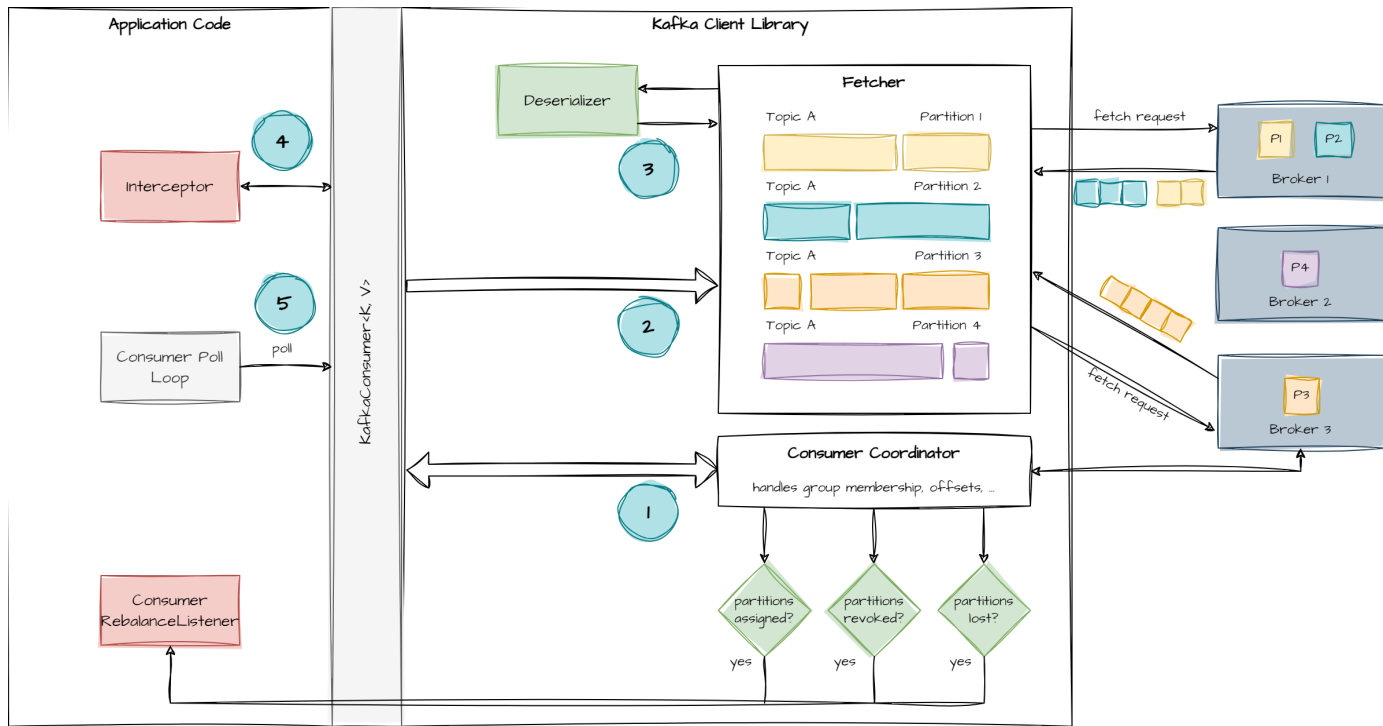 Application Code
Kafka Client Library
4
Interceptor
5
Consumer Poll
Loop
poll
Consumer
RebalanceListener
KafkaConsumer<K, V>
Deserializer
3
2
1
Fetcher
Topic A Partition 1
Topic A Partition 2
Topic A Partition 3
Topic A Partition 4
Consumer Coordinator
handles group membership, offsets, ...
partitions
assigned?
partitions
revoked?
partitions
lost?
yes
yes
yes
fetch request
fetch request
P1
P2
Broker 1
P4
Broker 2
P3
Broker 3